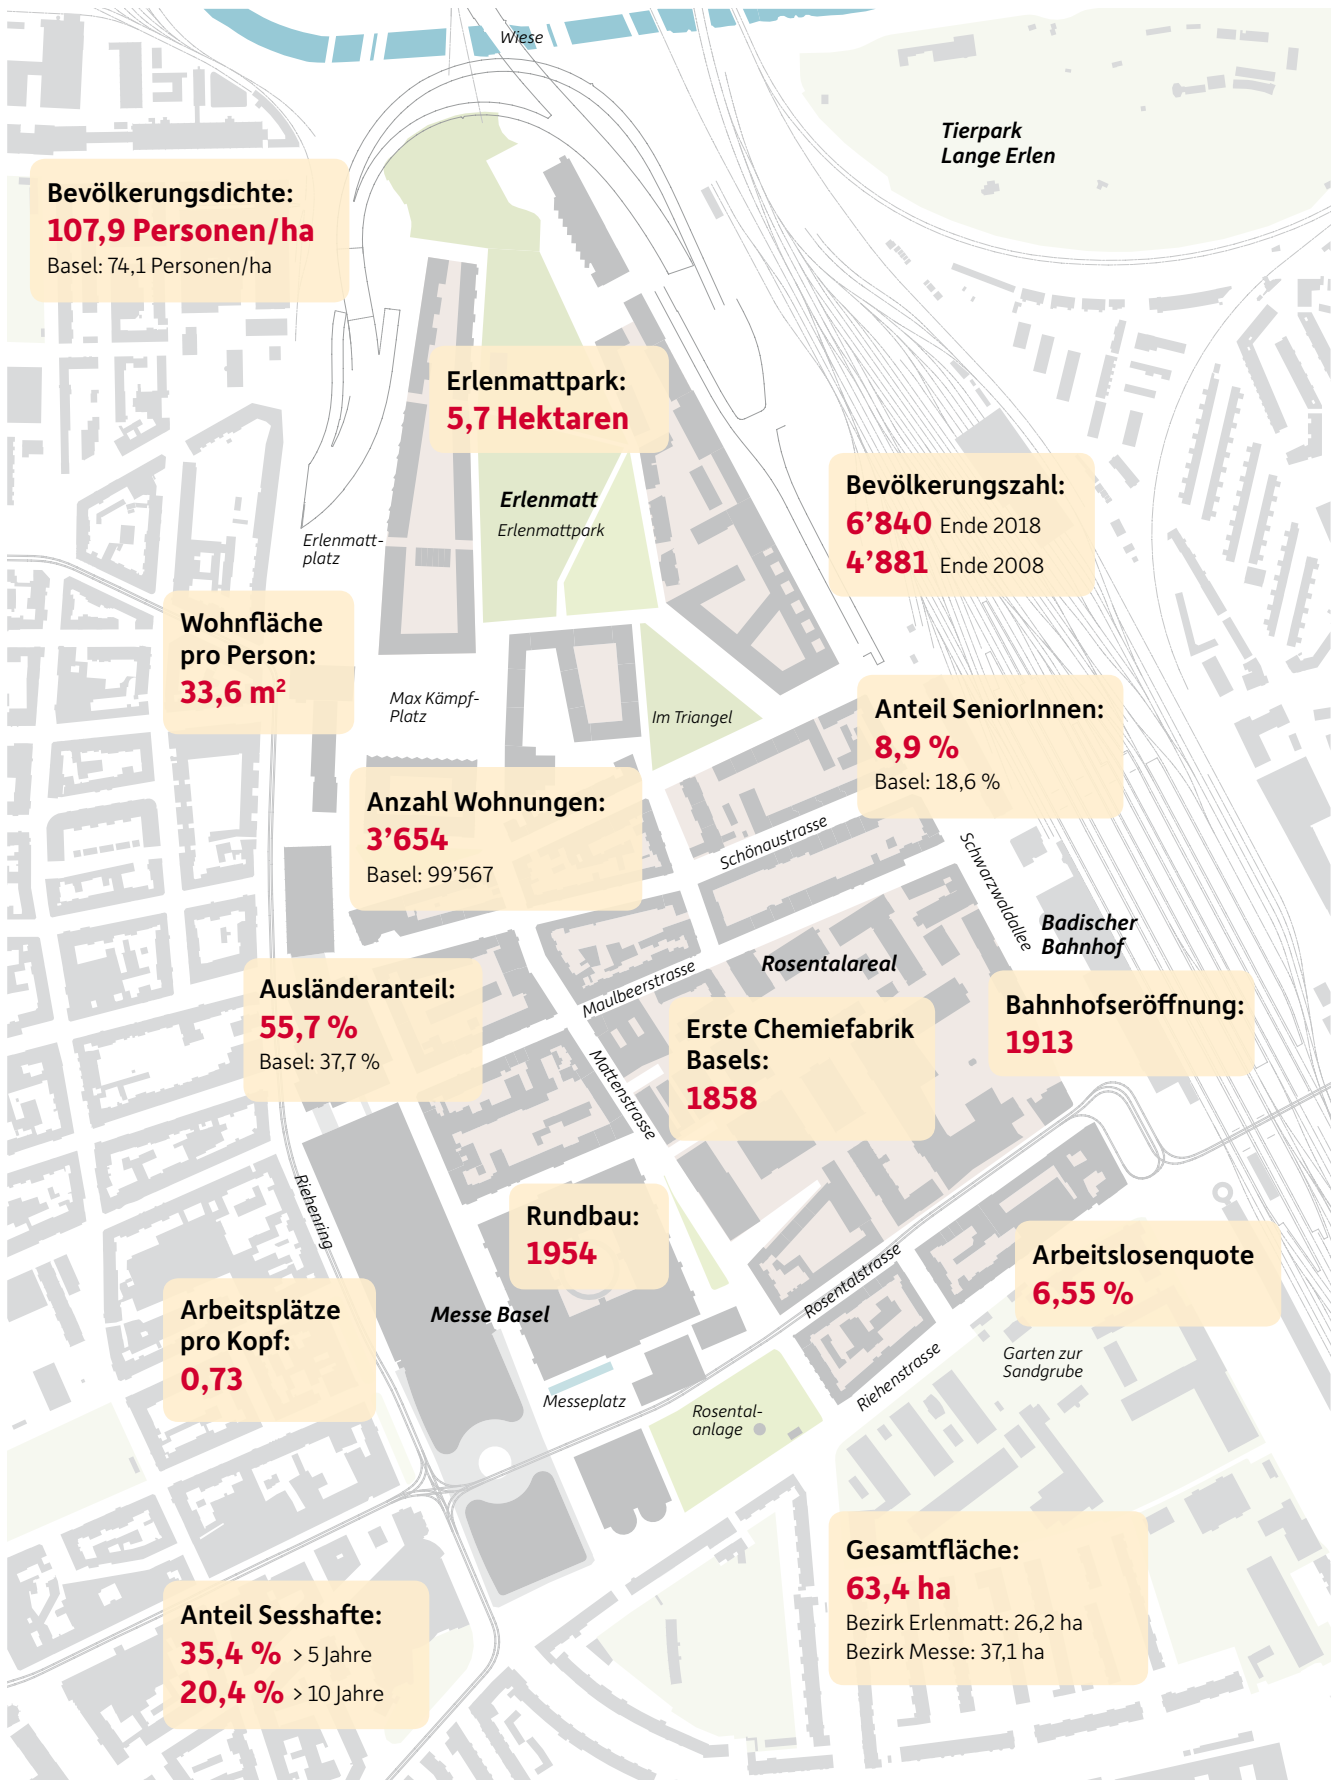 Wiese
Tierpark
Lange Erlen
Bevölkerungsdichte:
107,9 Personen/ha
Basel: 74,1 Personen/ha
Erlenmattpark:
5,7 Hektaren
Erlenmatt
Erlenmattpark
Bevölkerungszahl:
6’840 Ende 2018
4’881 Ende 2008
Erlenmatt-
platz
Wohnfläche
pro Person:
33,6 m²
Max Kämpf-
Platz
Im Triangel
Anteil SeniorInnen:
8,9 %
Basel: 18,6 %
Anzahl Wohnungen:
3’654
Basel: 99’567
Schönaustrasse
Schwarzwaldallee
Badischer
Bahnhof
Rosentalareal
Maulbeerstrasse
Ausländeranteil:
55,7 %
Basel: 37,7 %
Bahnhofseröffnung:
1913
Erste Chemiefabrik
Basels:
1858
Mattenstrasse
Riehenring
Rundbau:
1954
Rosentalstrasse
Arbeitslosenquote
6,55 %
Arbeitsplätze
pro Kopf:
0,73
Messe Basel
Garten zur
Sandgrube
Riehenstrasse
Messeplatz
Rosental-
anlage
Gesamtfläche:
63,4 ha
Bezirk Erlenmatt: 26,2 ha
Bezirk Messe: 37,1 ha
Anteil Sesshafte:
35,4 % > 5 Jahre
20,4 % > 10 Jahre